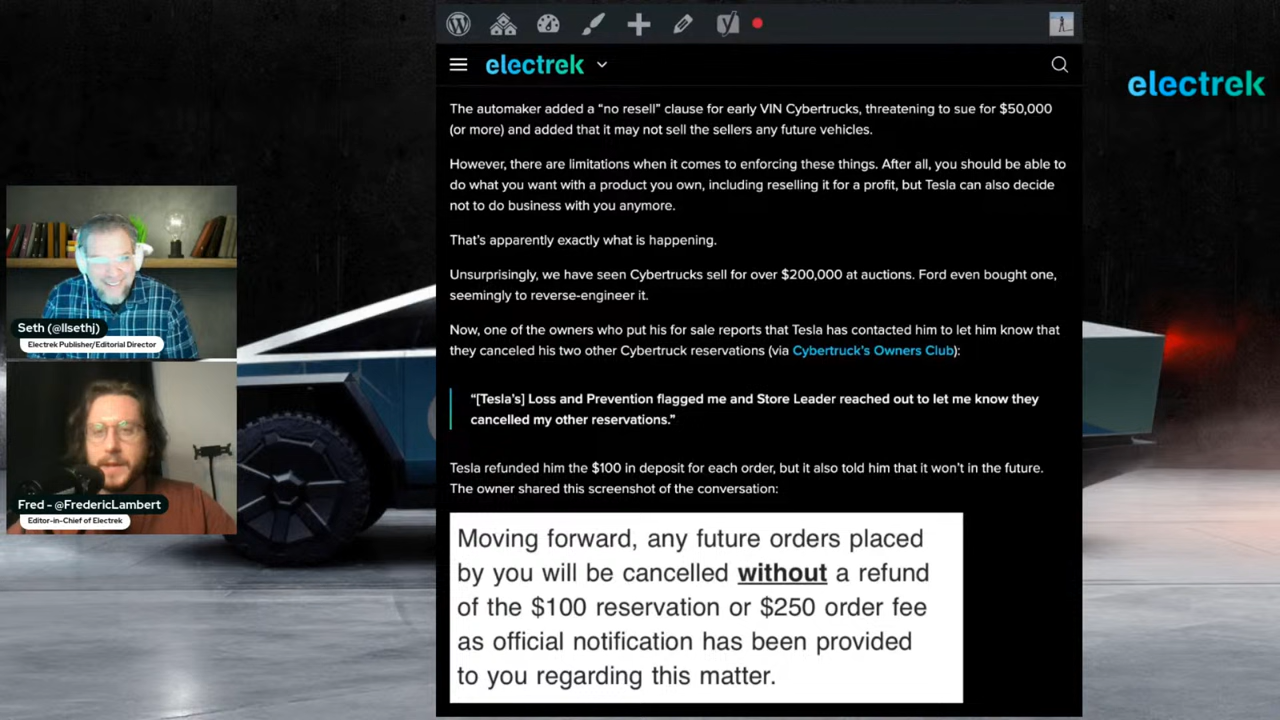 electrek
electrek
The automaker added a “no resell” clause for early VIN Cybertrucks, threatening to sue for $50,000
(or more) and added that it may not sell the sellers any future vehicles.
However, there are limitations when it comes to enforcing these things. After all, you should be able to
do what you want with a product you own, including reselling it for a profit, but Tesla can also decide
not to do business with you anymore.
That’s apparently exactly what is happening.
Unsurprisingly, we have seen Cybertrucks sell for over $200,000 at auctions. Ford even bought one,
seemingly to reverse-engineer it.
Now, one of the owners who put his for sale reports that Tesla has contacted him to let him know that
they canceled his two other Cybertruck reservations (via Cybertruck’s Owners Club):
“[Tesla’s] Loss and Prevention flagged me and Store Leader reached out to let me know they
cancelled my other reservations.”
Tesla refunded him the $100 in deposit for each order, but it also told him that it won’t in the future.
The owner shared this screenshot of the conversation:
Moving forward, any future orders placed
by you will be cancelled without a refund
of the $100 reservation or $250 order fee
as official notification has been provided
to you regarding this matter.
Seth (@llsethj)
Electrek Publisher/Editorial Director
Fred - @FredericLambert
Editor-in-Chief of Electrek